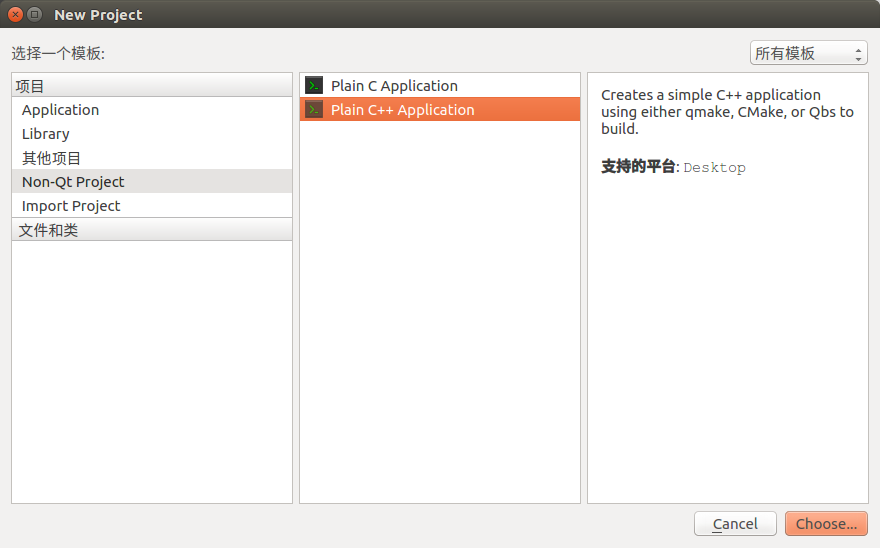 New Project
选择一个模板:
所有模板
项目
Application
Library
其他项目
Non-Qt Project
Import Project
文件和类
Plain C Application
Plain C++ Application
Creates a simple C++ application
using either qmake, CMake, or Qbs to
build.
支持的平台: Desktop
Cancel
Choose...